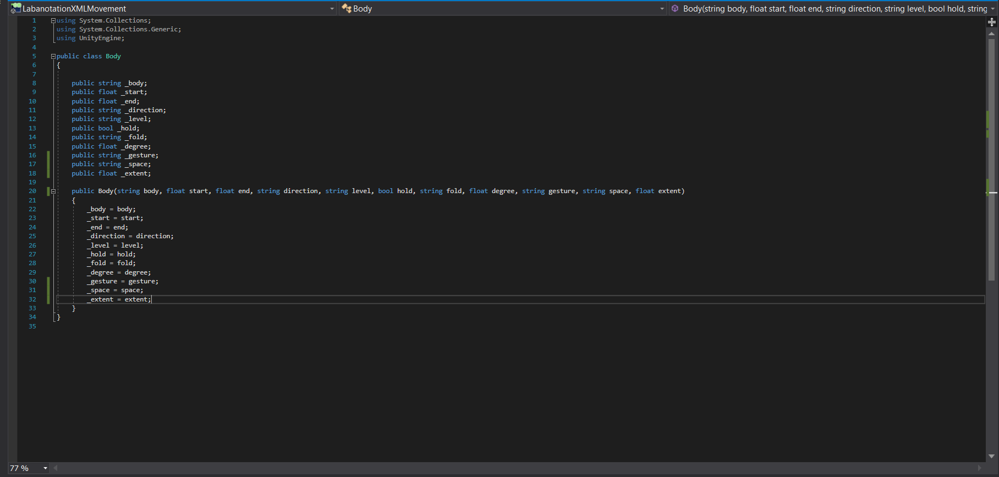 LabanotationXMLMovement
Body
Body(string body, float start, float end, string direction, string level, bool hold, string
1 using System.Collections;
2 using System.Collections.Generic;
3 using UnityEngine;
4
5 public class Body
6 {
7
8 public string _body;
9 public float _start;
10 public float _end;
11 public string _direction;
12 public string _level;
13 public bool _hold;
14 public string _fold;
15 public float _degree;
16 public string _gesture;
17 public string _space;
18 public float _extent;
19
20 public Body(string body, float start, float end, string direction, string level, bool hold, string fold, float degree, string gesture, string space, float extent)
21 {
22 _body = body;
23 _start = start;
24 _end = end;
25 _direction = direction;
26 _level = level;
27 _hold = hold;
28 _fold = fold;
29 _degree = degree;
30 _gesture = gesture;
31 _space = space;
32 _extent = extent;
33 }
34 }
35
77 %